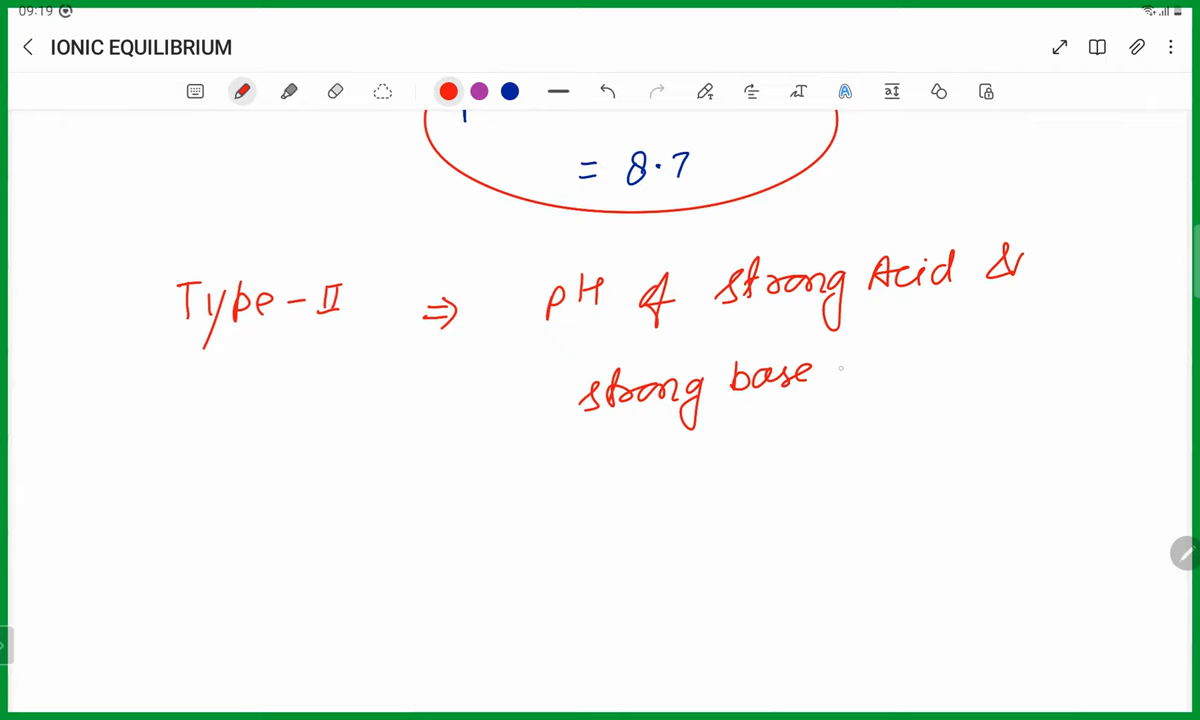 09:19
IONIC EQUILIBRIUM
= 8.7
Type-II ⇒ pH of strong Acid &
strong base